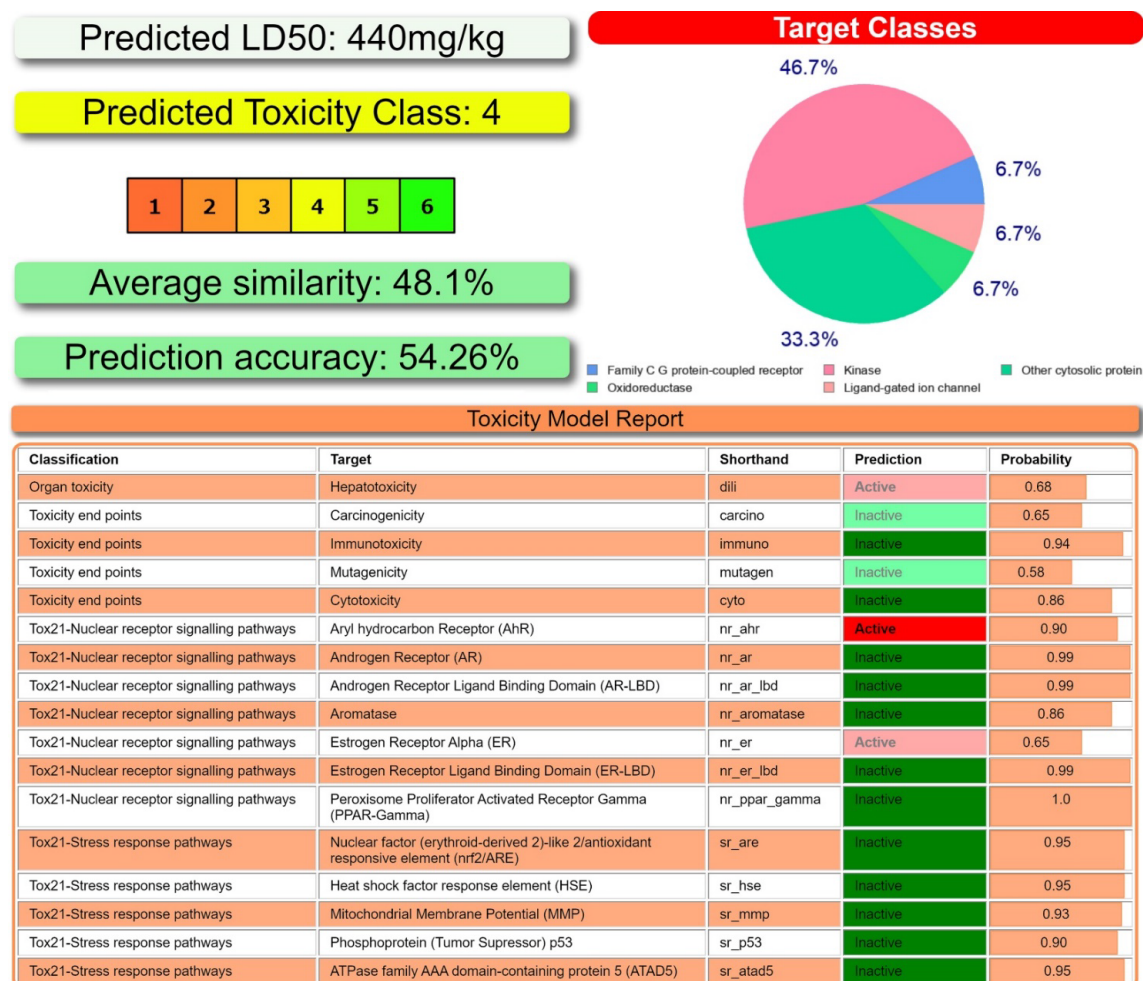 Predicted LD50: 440mg/kg
Predicted Toxicity Class: 4
1 2 3 4 5 6
Average similarity: 48.1%
Prediction accuracy: 54.26%
Target Classes
46.7%
6.7%
6.7%
6.7%
33.3%
Family C G protein-coupled receptor Kinase Other cytosolic protein
Oxidoreductase Ligand-gated ion channel
Toxicity Model Report
Classification Target Shorthand Prediction Probability
Organ toxicity Hepatotoxicity dili Active 0.68
Toxicity end points Carcinogenicity carcino Inactive 0.65
Toxicity end points Immunotoxicity immuno Inactive 0.94
Toxicity end points Mutagenicity mutagen Inactive 0.58
Toxicity end points Cytotoxicity cyto Inactive 0.86
Tox21-Nuclear receptor signalling pathways Aryl hydrocarbon Receptor (AhR) nr_ahr Active 0.90
Tox21-Nuclear receptor signalling pathways Androgen Receptor (AR) nr_ar Inactive 0.99
Tox21-Nuclear receptor signalling pathways Androgen Receptor Ligand Binding Domain (AR-LBD) nr_ar_lbd Inactive 0.99
Tox21-Nuclear receptor signalling pathways Aromatase nr_aromatase Inactive 0.86
Tox21-Nuclear receptor signalling pathways Estrogen Receptor Alpha (ER) nr_er Active 0.65
Tox21-Nuclear receptor signalling pathways Estrogen Receptor Ligand Binding Domain (ER-LBD) nr_er_lbd Inactive 0.99
Tox21-Nuclear receptor signalling pathways Peroxisome Proliferator Activated Receptor Gamma nr_ppar_gamma Inactive 1.0
(PPAR-Gamma)
Tox21-Stress response pathways Nuclear factor (erythroid-derived 2)-like 2/antioxidant sr_are Inactive 0.95
responsive element (nrf2/ARE)
Tox21-Stress response pathways Heat shock factor response element (HSE) sr_hse Inactive 0.95
Tox21-Stress response pathways Mitochondrial Membrane Potential (MMP) sr_mmp Inactive 0.93
Tox21-Stress response pathways Phosphoprotein (Tumor Supressor) p53 sr_p53 Inactive 0.90
Tox21-Stress response pathways ATPase family AAA domain-containing protein 5 (ATAD5) sr_atad5 Inactive 0.95